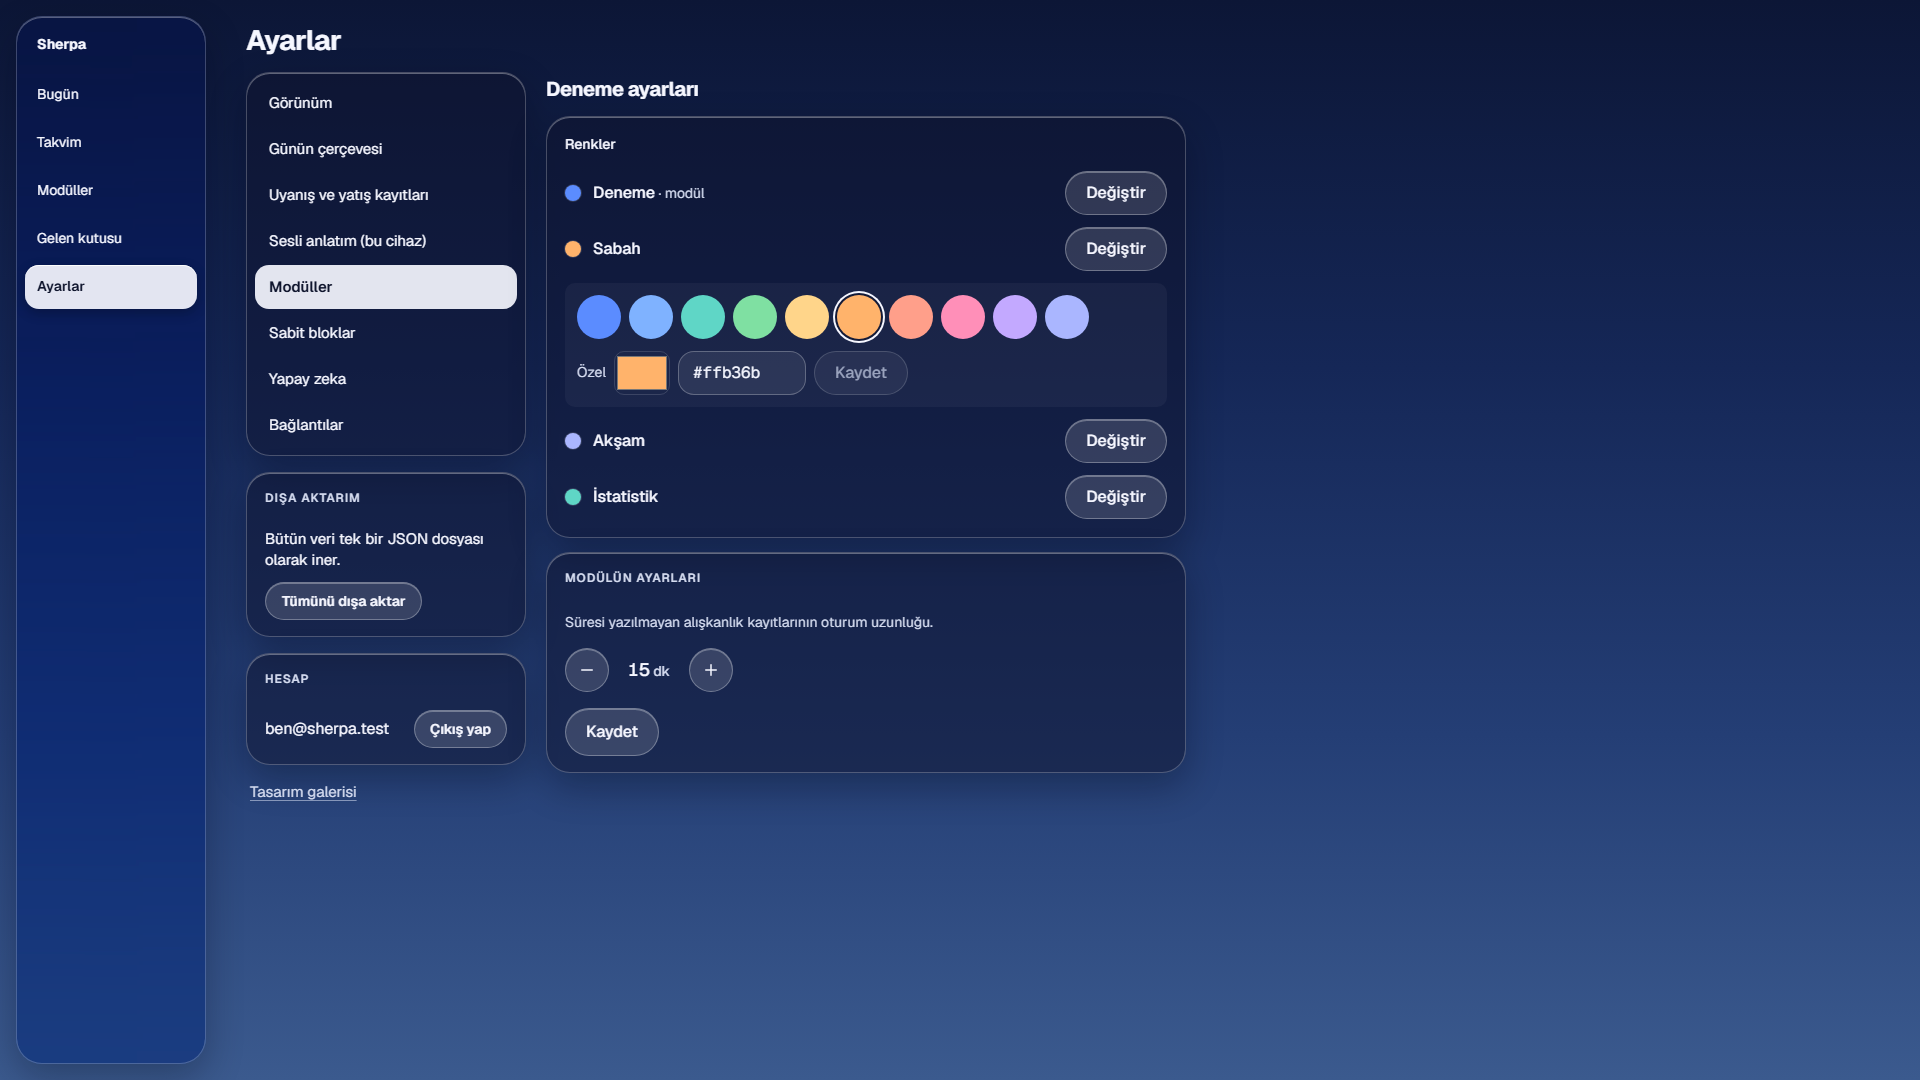 Sherpa
Bugün
Takvim
Modüller
Gelen kutusu
Ayarlar
Ayarlar
Görünüm
Günün çerçevesi
Uyanış ve yatış kayıtları
Sesli anlatım (bu cihaz)
Modüller
Sabit bloklar
Yapay zeka
Bağlantılar
DIŞA AKTARIM
Bütün veri tek bir JSON dosyası
olarak iner.
Tümünü dışa aktar
HESAP
ben@sherpa.test
Çıkış yap
Tasarım galerisi
Deneme ayarları
Renkler
Deneme · modül
Değiştir
Sabah
Değiştir
Özel
#ffb36b
Kaydet
Akşam
Değiştir
İstatistik
Değiştir
MODÜLÜN AYARLARI
Süresi yazılmayan alışkanlık kayıtlarının oturum uzunluğu.
− 15 dk +
Kaydet